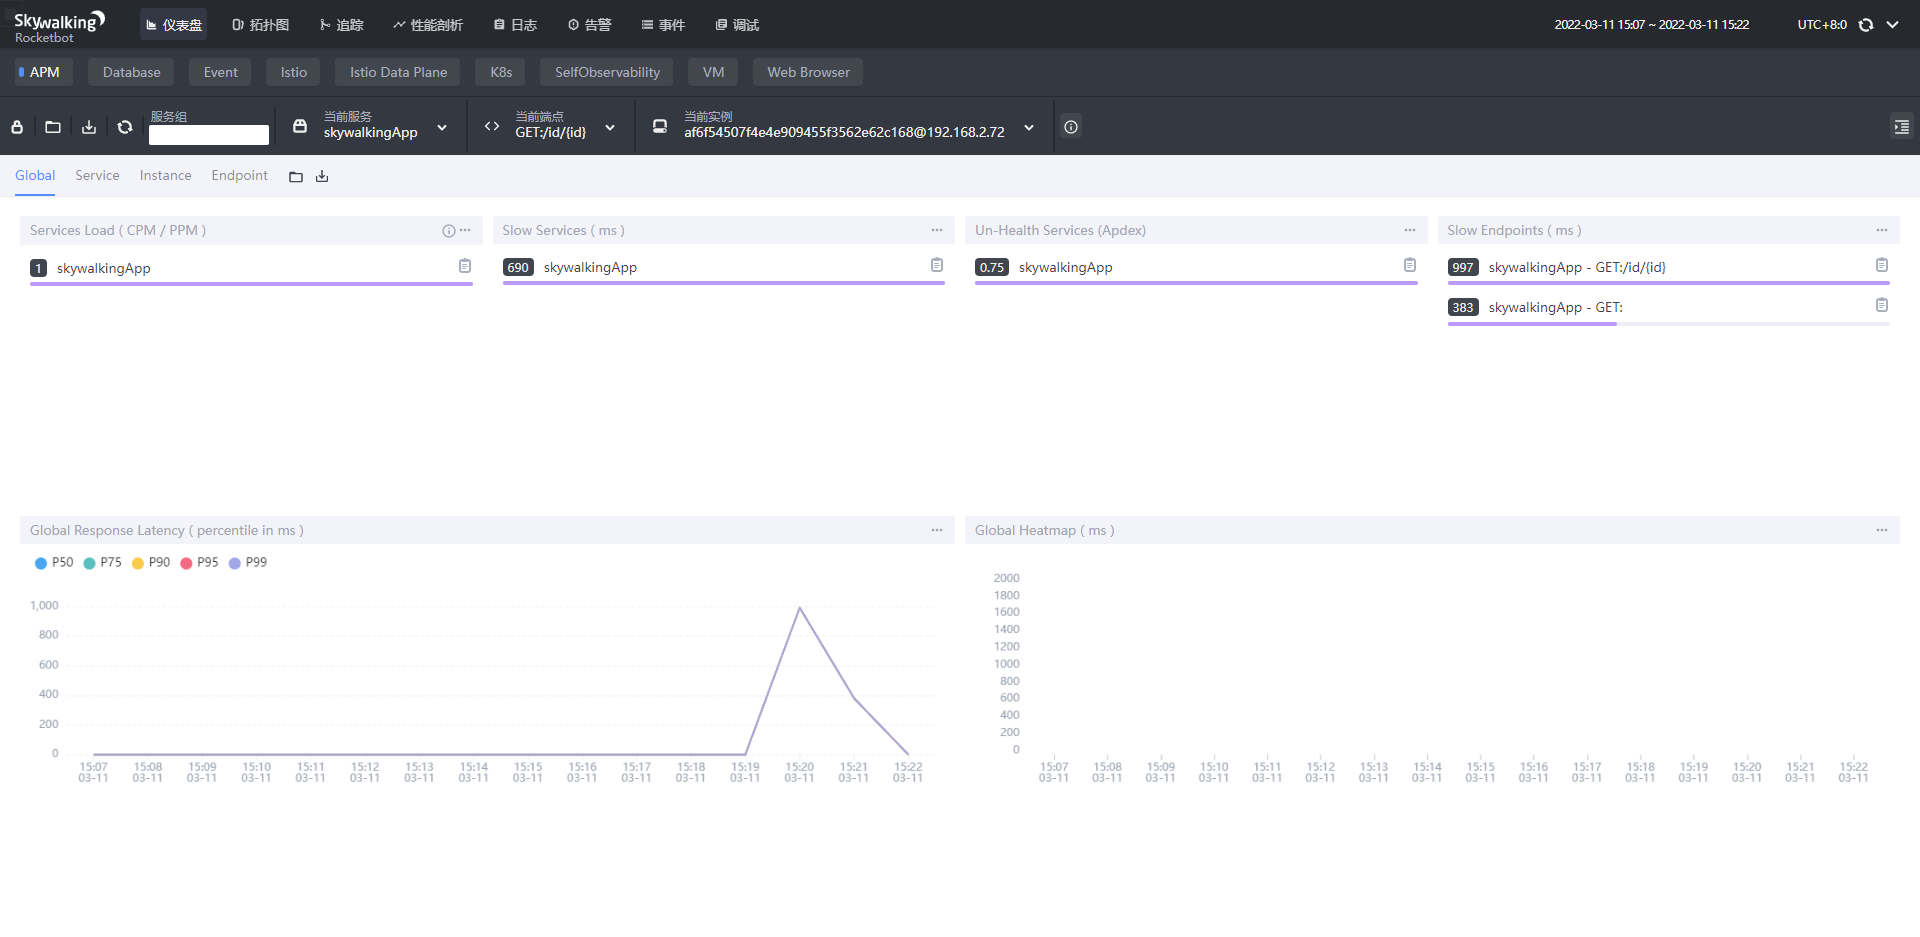 Skywalking
Rocketbot
仪表盘 拓扑图 追踪 性能剖析 日志 告警 事件 调试
2022-03-11 15:07 ~ 2022-03-11 15:22 UTC+8:0
APM Database Event Istio Istio Data Plane K8s SelfObservability VM Web Browser
服务组 当前服务 当前端点 当前实例
skywalkingApp GET:/id/{id} af6f54507f4e4e909455f3562e62c168@192.168.2.72
Global Service Instance Endpoint
Services Load ( CPM / PPM )
1 skywalkingApp
Slow Services ( ms )
690 skywalkingApp
Un-Health Services (Apdex)
0.75 skywalkingApp
Slow Endpoints ( ms )
997 skywalkingApp - GET:/id/{id}
383 skywalkingApp - GET:
Global Response Latency ( percentile in ms )
P50 P75 P90 P95 P99
1,000
800
600
400
200
0
15:07 15:08 15:09 15:10 15:11 15:12 15:13 15:14 15:15 15:16 15:17 15:18 15:19 15:20 15:21 15:22
03-11 03-11 03-11 03-11 03-11 03-11 03-11 03-11 03-11 03-11 03-11 03-11 03-11 03-11 03-11 03-11
Global Heatmap ( ms )
2000
1800
1600
1400
1200
1000
800
600
400
200
0
15:07 15:08 15:09 15:10 15:11 15:12 15:13 15:14 15:15 15:16 15:17 15:18 15:19 15:20 15:21 15:22
03-11 03-11 03-11 03-11 03-11 03-11 03-11 03-11 03-11 03-11 03-11 03-11 03-11 03-11 03-11 03-11